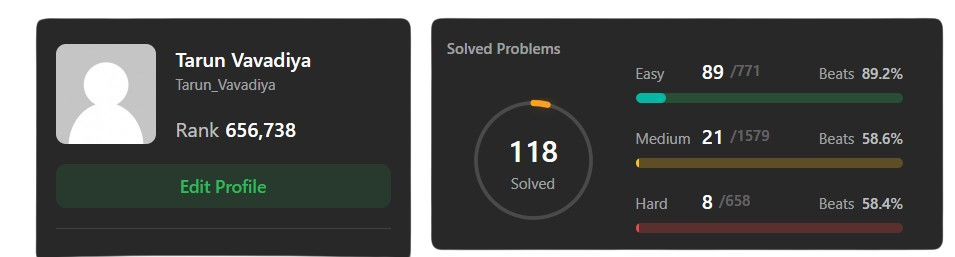 Tarun Vavadiya
Tarun_Vavadiya
Rank 656,738
Edit Profile
Solved Problems
118
Solved
Easy 89 /771 Beats 89.2%
Medium 21 /1579 Beats 58.6%
Hard 8 /658 Beats 58.4%